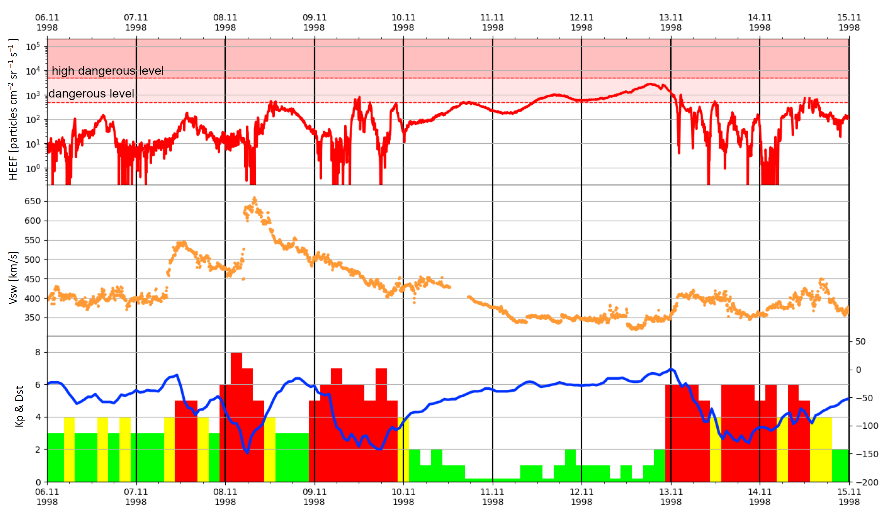 06.11 07.11 08.11 09.11 10.11 11.11 12.11 13.11 14.11 15.11
1998 1998 1998 1998 1998 1998 1998 1998 1998 1998
HEEF [particles cm⁻² sr⁻¹ s⁻¹ ]
10⁵
10⁴
10³
10²
10¹
10⁰
high dangerous level
dangerous level
Vsw (km/s)
650
600
550
500
450
400
350
Kp & Dst
8
6
4
2
0
50
0
−50
−100
−150
−200
06.11 07.11 08.11 09.11 10.11 11.11 12.11 13.11 14.11 15.11
1998 1998 1998 1998 1998 1998 1998 1998 1998 1998